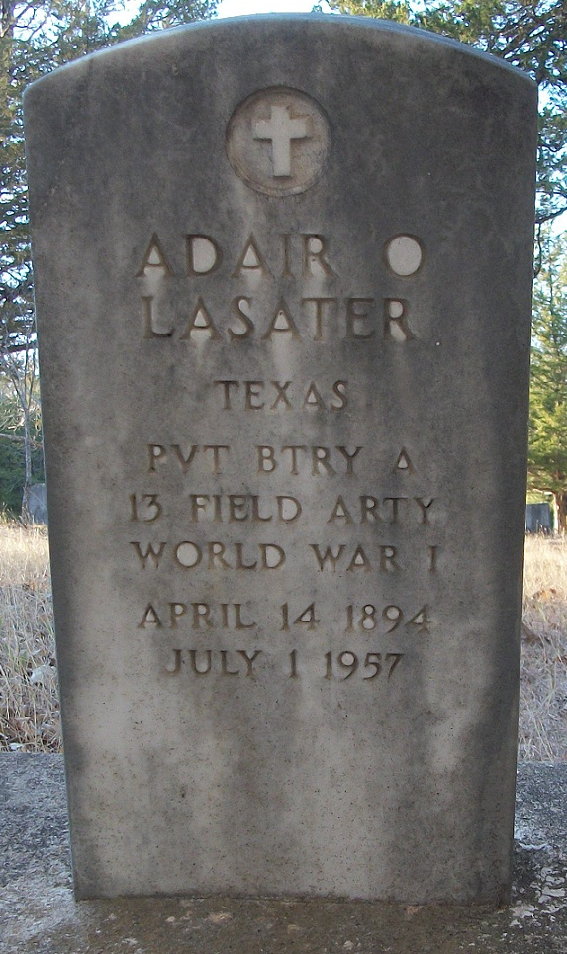 ADAIR O
LASATER
TEXAS
PVT BTRY A
13 FIELD ARTY
WORLD WAR I
APRIL 14 1894
JULY 1 1957